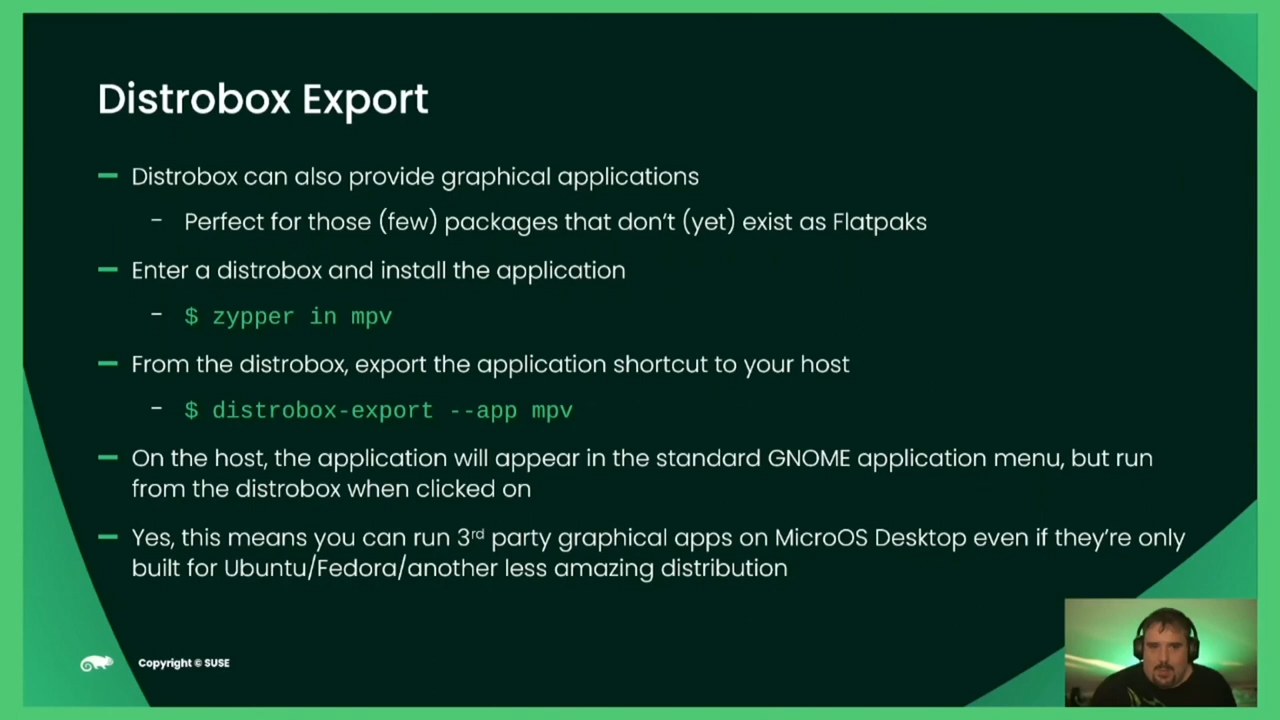 Distrobox Export
— Distrobox can also provide graphical applications
- Perfect for those (few) packages that don’t (yet) exist as Flatpaks
— Enter a distrobox and install the application
- $ zypper in mpv
— From the distrobox, export the application shortcut to your host
- $ distrobox-export --app mpv
— On the host, the application will appear in the standard GNOME application menu, but run
from the distrobox when clicked on
— Yes, this means you can run 3rd party graphical apps on MicroOS Desktop even if they’re only
built for Ubuntu/Fedora/another less amazing distribution
Copyright © SUSE